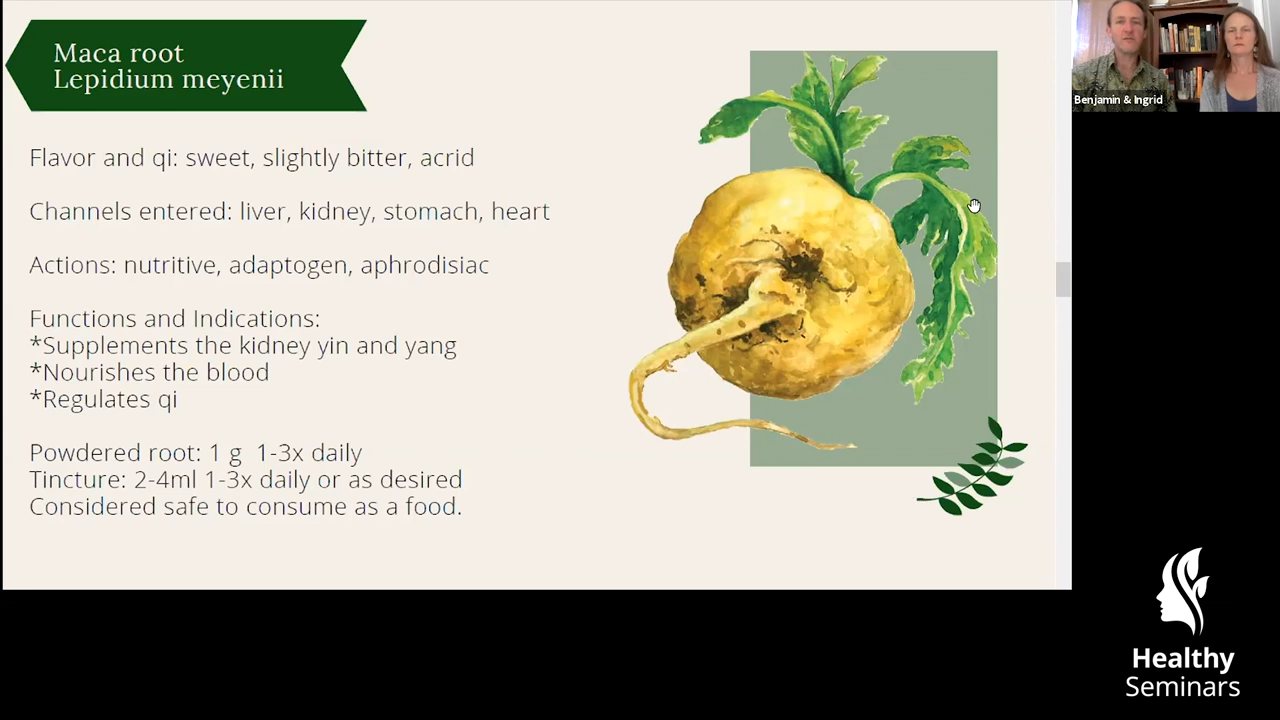 Maca root
Lepidium meyenii
Flavor and qi: sweet, slightly bitter, acrid
Channels entered: liver, kidney, stomach, heart
Actions: nutritive, adaptogen, aphrodisiac
Functions and Indications:
*Supplements the kidney yin and yang
*Nourishes the blood
*Regulates qi
Powdered root: 1 g  1-3x daily
Tincture: 2-4ml 1-3x daily or as desired
Considered safe to consume as a food.
Benjamin & Ingrid
Healthy
Seminars